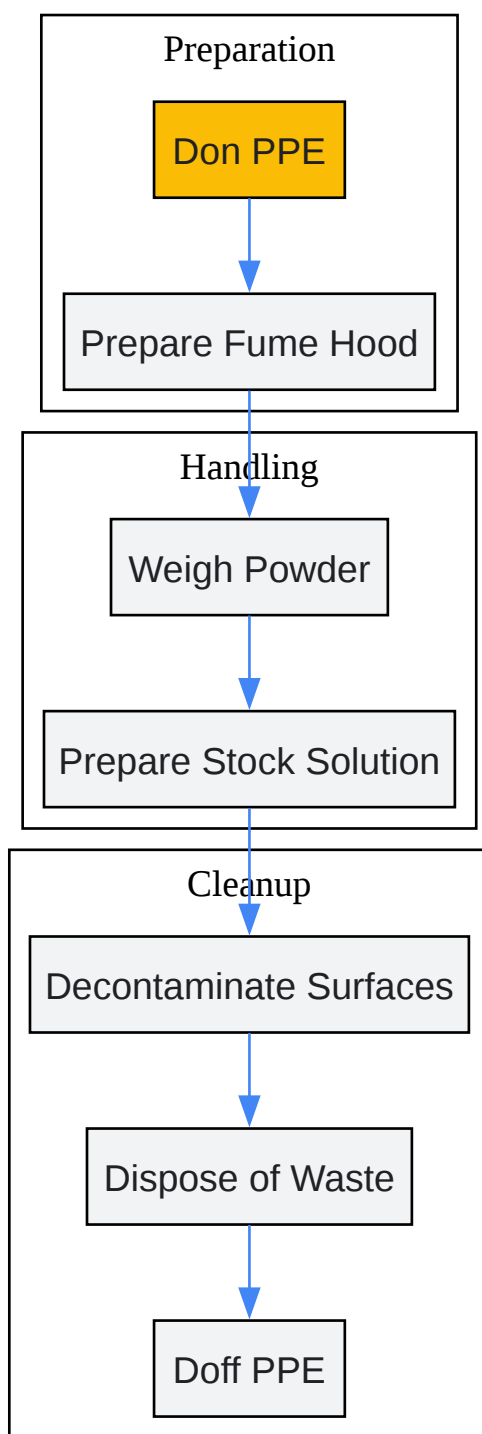 Preparation
Don PPE
Prepare Fume Hood
Handling
Weigh Powder
Prepare Stock Solution
Cleanup
Decontaminate Surfaces
Dispose of Waste
Doff PPE